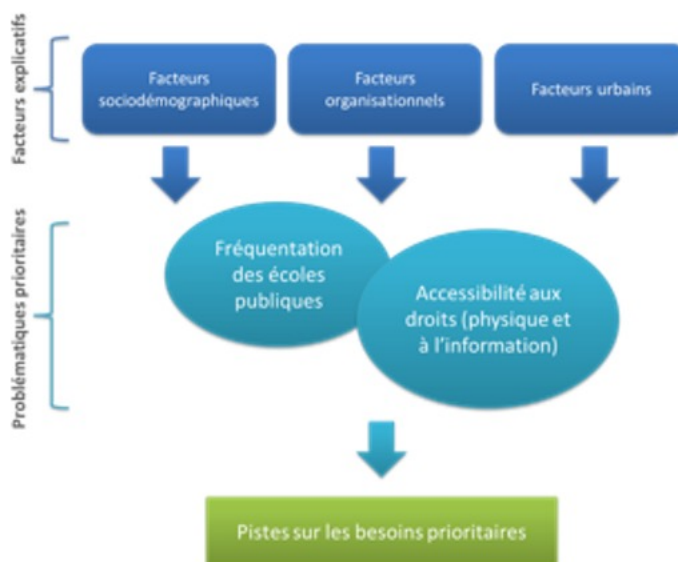 Facteurs explicatifs
Facteurs
sociodémographiques
Facteurs
organisationnels
Facteurs urbains
Problématiques prioritaires
Fréquentation
des écoles
publiques
Accessibilité aux
droits (physique et
à l'information)
Pistes sur les besoins prioritaires